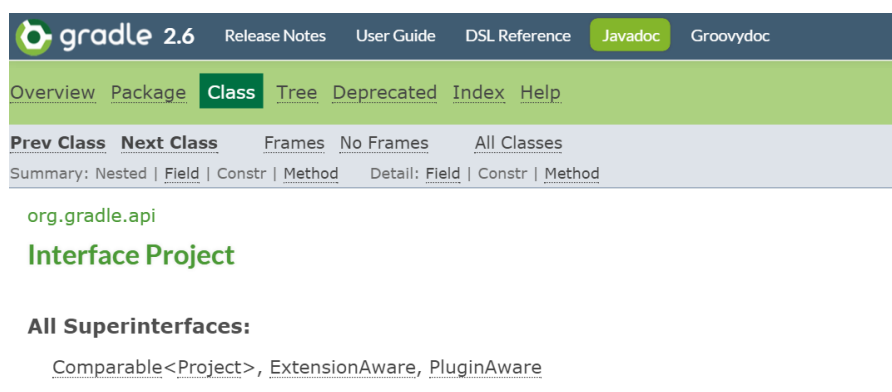 gradle 2.6 Release Notes User Guide DSL Reference Javadoc Groovydoc
Overview Package Class Tree Deprecated Index Help
Prev Class Next Class Frames No Frames All Classes
Summary: Nested | Field | Constr | Method Detail: Field | Constr | Method
org.gradle.api
Interface Project
All Superinterfaces:
Comparable<Project>, ExtensionAware, PluginAware